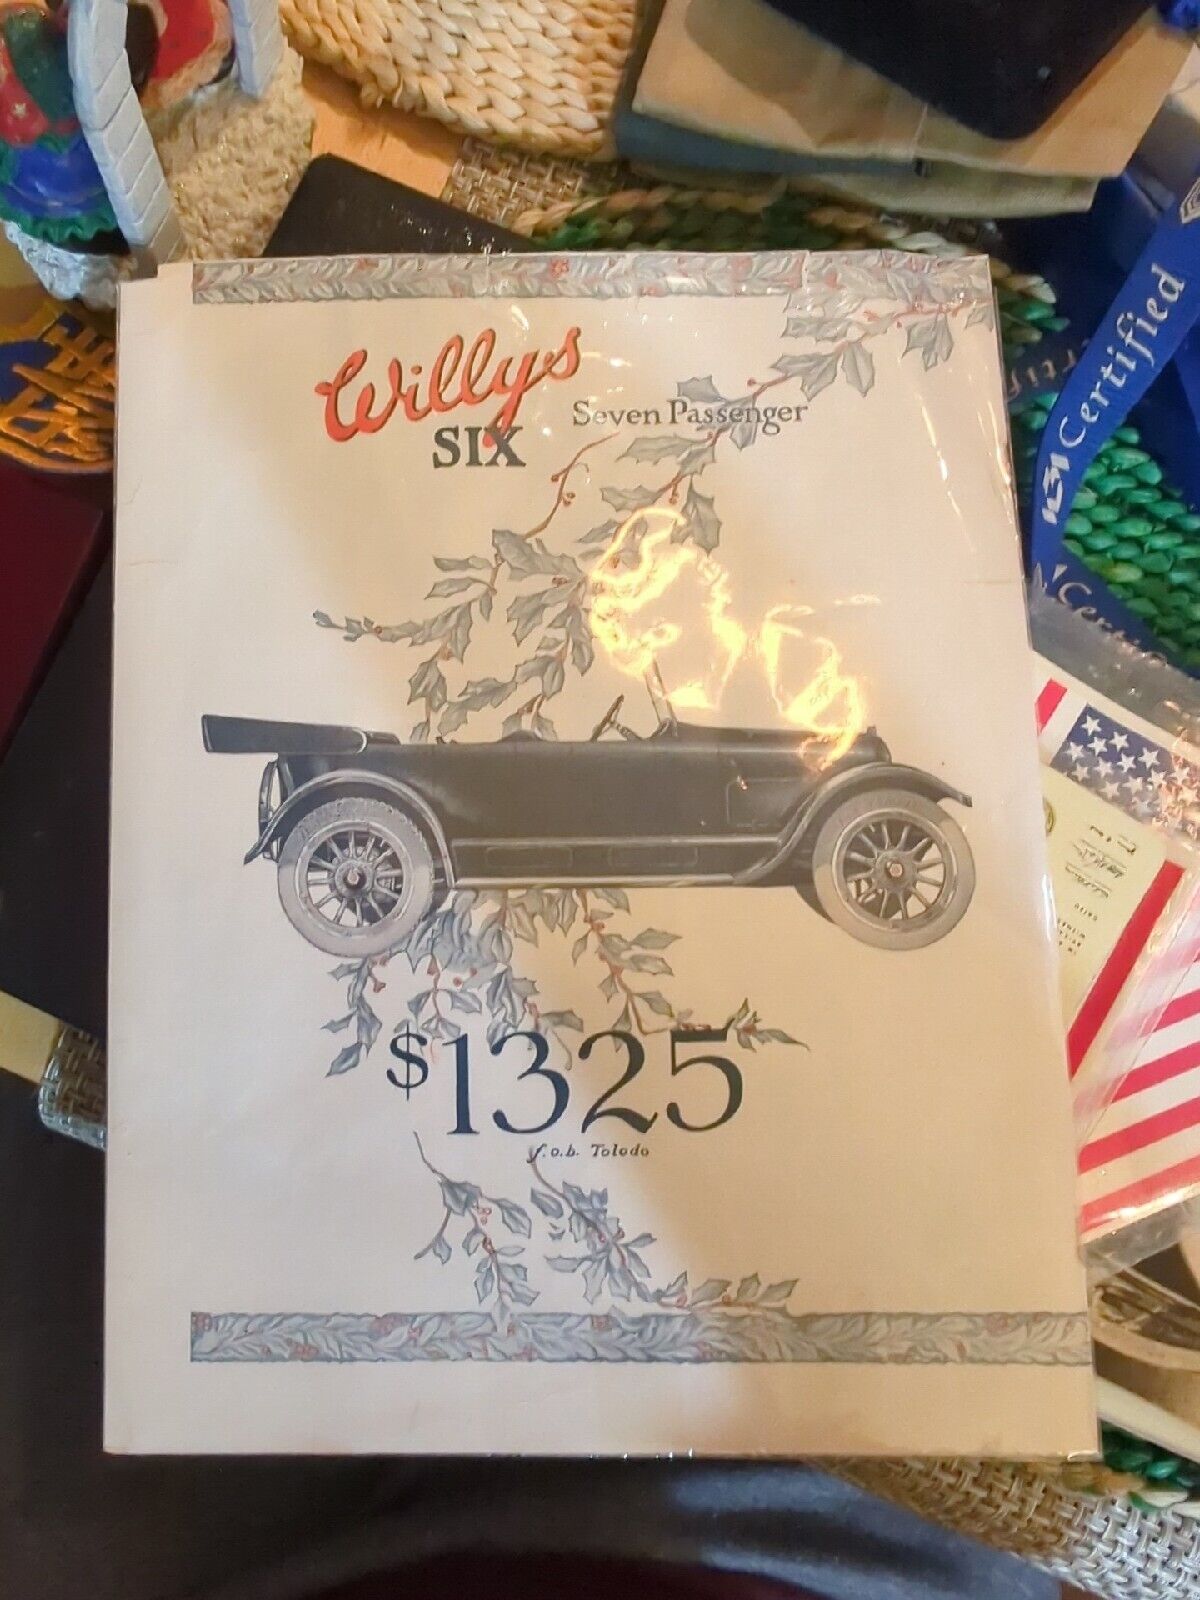 Willys
SIX
Seven Passenger
$1325
f.o.b. Toledo
Certified